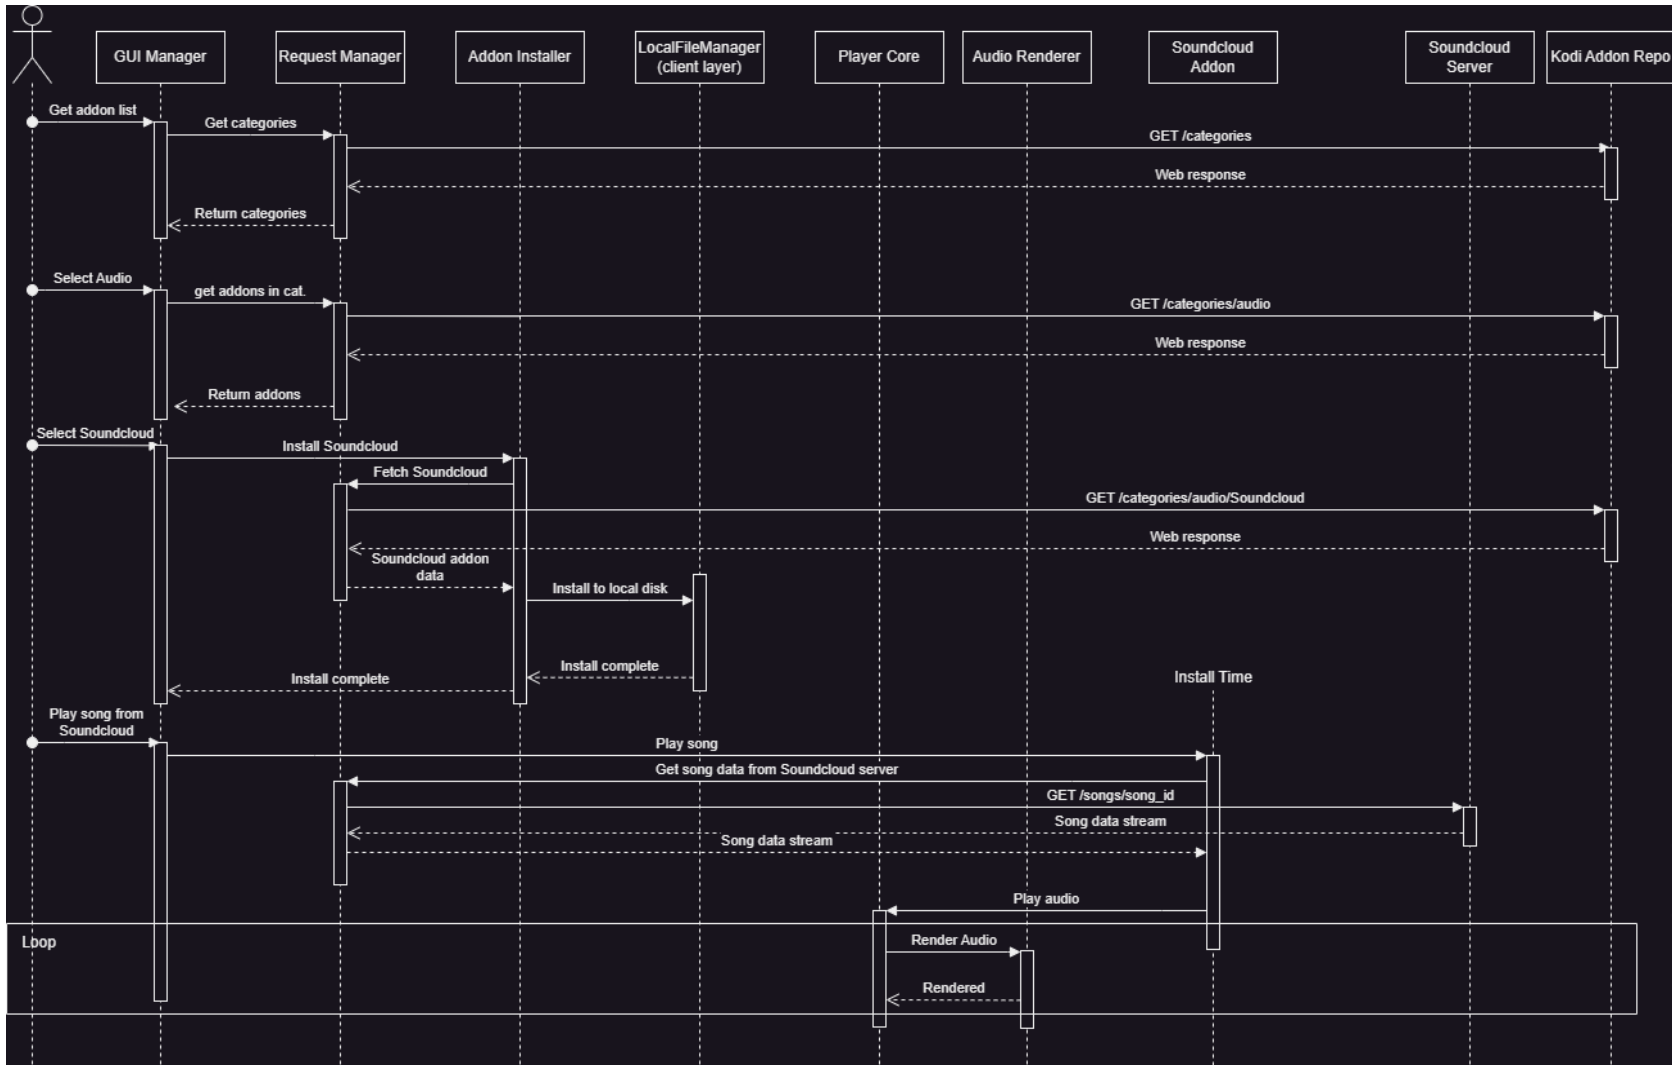 GUI Manager
Request Manager
Addon Installer
LocalFileManager
(client layer)
Player Core
Audio Renderer
Soundcloud
Addon
Soundcloud
Server
Kodi Addon Repo
Get addon list
Get categories
GET /categories
Web response
Return categories
Select Audio
get addons in cat.
GET /categories/audio
Web response
Return addons
Select Soundcloud
Install Soundcloud
Fetch Soundcloud
GET /categories/audio/Soundcloud
Web response
Soundcloud addon
data
Install to local disk
Install complete
Install complete
Install Time
Play song from
Soundcloud
Play song
Get song data from Soundcloud server
GET /songs/song_id
Song data stream
Song data stream
Play audio
Loop
Render Audio
Rendered